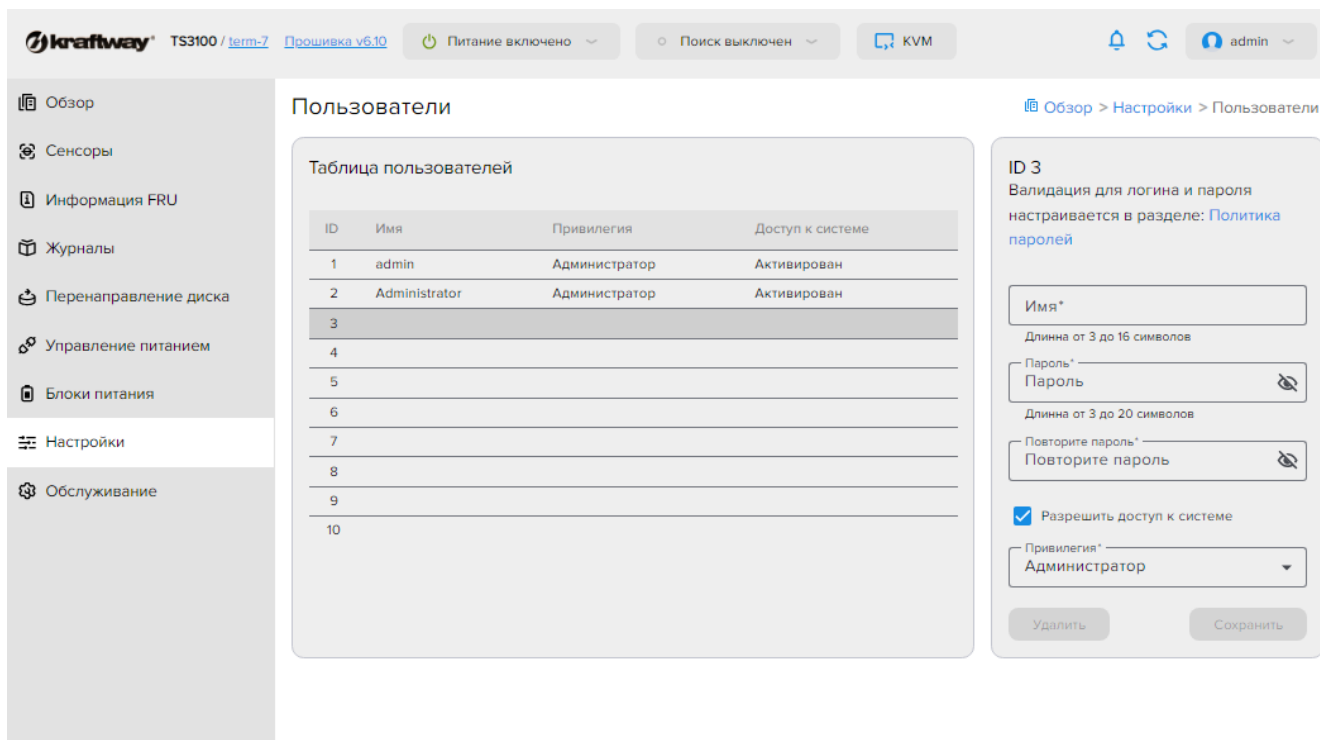 kraftway TS3100 / term-7 Прошивка v6.10 Питание включено Поиск выключен KVM admin
Обзор
Сенсоры
Информация FRU
Журналы
Перенаправление диска
Управление питанием
Блоки питания
Настройки
Обслуживание
Пользователи
Обзор > Настройки > Пользователи
Таблица пользователей
ID Имя Привилегия Доступ к системе
1 admin Администратор Активирован
2 Administrator Администратор Активирован
3
4
5
6
7
8
9
10
ID 3
Валидация для логина и пароля
настраивается в разделе: Политика
паролей
Имя*
Длинна от 3 до 16 символов
Пароль*
Пароль
Длинна от 3 до 20 символов
Повторите пароль*
Повторите пароль
Разрешить доступ к системе
Привилегия*
Администратор
Удалить Сохранить